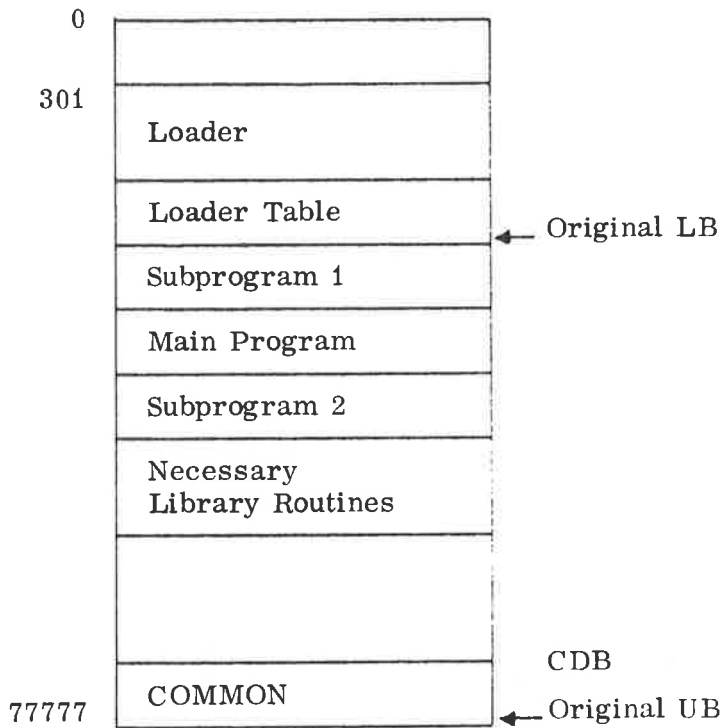 0
301
Loader
Loader Table
Original LB
Subprogram 1
Main Program
Subprogram 2
Necessary
Library Routines
CDB
77777
COMMON
Original UB